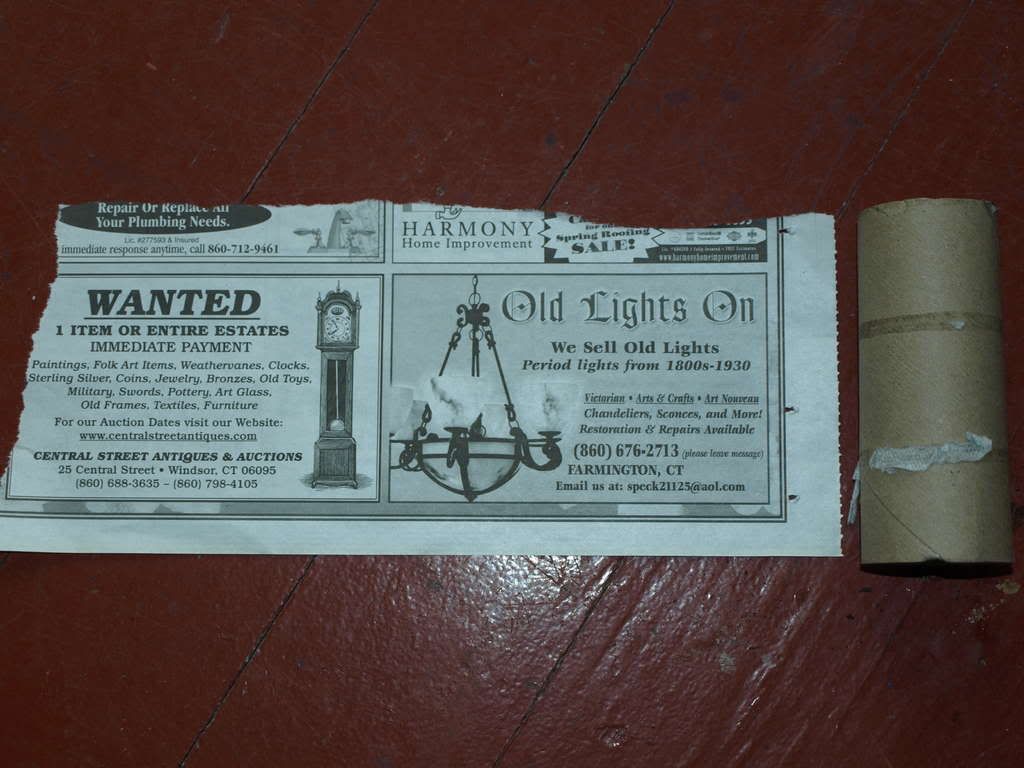 Repair Or Replace All
Your Plumbing Needs.
Lic. #277593 & Insured
immediate response anytime, call 860-712-9461
HARMONY
Home Improvement
Spring Roofing
SALE!
www.harmonyhomeimprovement.com
WANTED
1 ITEM OR ENTIRE ESTATES
IMMEDIATE PAYMENT
Paintings, Folk Art Items, Weathervanes, Clocks,
Sterling Silver, Coins, Jewelry, Bronzes, Old Toys,
Military, Swords, Pottery, Art Glass,
Old Frames, Textiles, Furniture
For our Auction Dates visit our Website:
www.centralstreetantiques.com
CENTRAL STREET ANTIQUES & AUCTIONS
25 Central Street • Windsor, CT 06095
(860) 688-3635 – (860) 798-4105
Old Lights On
We Sell Old Lights
Period lights from 1800s-1930
Victorian • Arts & Crafts • Art Nouveau
Chandeliers, Sconces, and More!
Restoration & Repairs Available
(860) 676-2713 (please leave message)
FARMINGTON, CT
Email us at: speck21125@aol.com